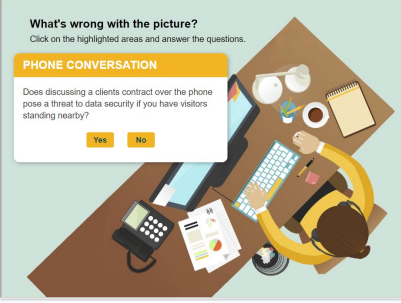 What's wrong with the picture?
Click on the highlighted areas and answer the questions.
PHONE CONVERSATION
Does discussing a clients contract over the phone
pose a threat to data security if you have visitors
standing nearby?
Yes No